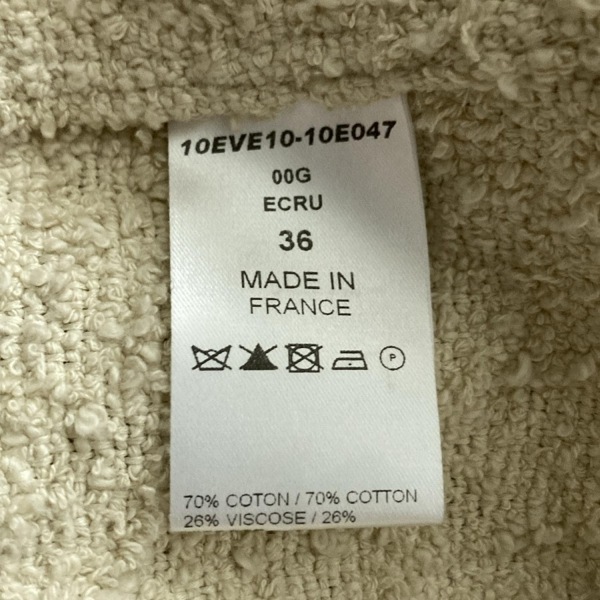 10EVE10-10E047
00G
ECRU
36
MADE IN
FRANCE
P
70% COTON / 70% COTTON
26% VISCOSE / 26%